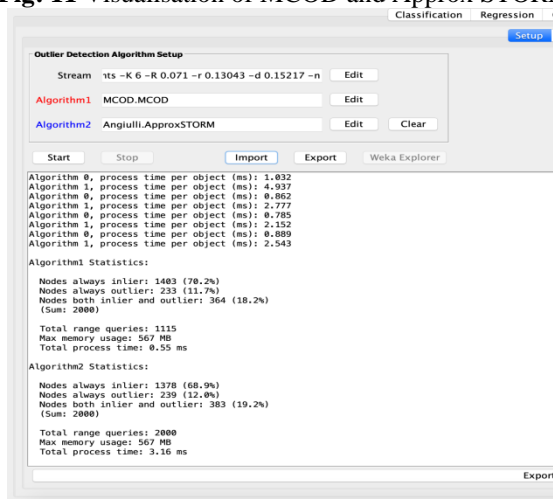 Fig. 11 Visualisation of MCOD and Approx STORM
Classification Regression
Setup
Outlier Detection Algorithm Setup
Stream nts -K 6 -R 0.071 -r 0.13043 -d 0.15217 -n Edit
Algorithm1 MCOD.MCOD Edit
Algorithm2 Angiulli.ApproxSTORM Edit Clear
Start Stop Import Export Weka Explorer
Algorithm 0, process time per object (ms): 1.032
Algorithm 1, process time per object (ms): 4.937
Algorithm 0, process time per object (ms): 0.862
Algorithm 1, process time per object (ms): 2.777
Algorithm 0, process time per object (ms): 0.785
Algorithm 1, process time per object (ms): 2.152
Algorithm 0, process time per object (ms): 0.889
Algorithm 1, process time per object (ms): 2.543
Algorithm1 Statistics:
Nodes always inlier: 1403 (70.2%)
Nodes always outlier: 233 (11.7%)
Nodes both inlier and outlier: 364 (18.2%)
(Sum: 2000)
Total range queries: 1115
Max memory usage: 567 MB
Total process time: 0.55 ms
Algorithm2 Statistics:
Nodes always inlier: 1378 (68.9%)
Nodes always outlier: 239 (12.0%)
Nodes both inlier and outlier: 383 (19.2%)
(Sum: 2000)
Total range queries: 2000
Max memory usage: 567 MB
Total process time: 3.16 ms
Export